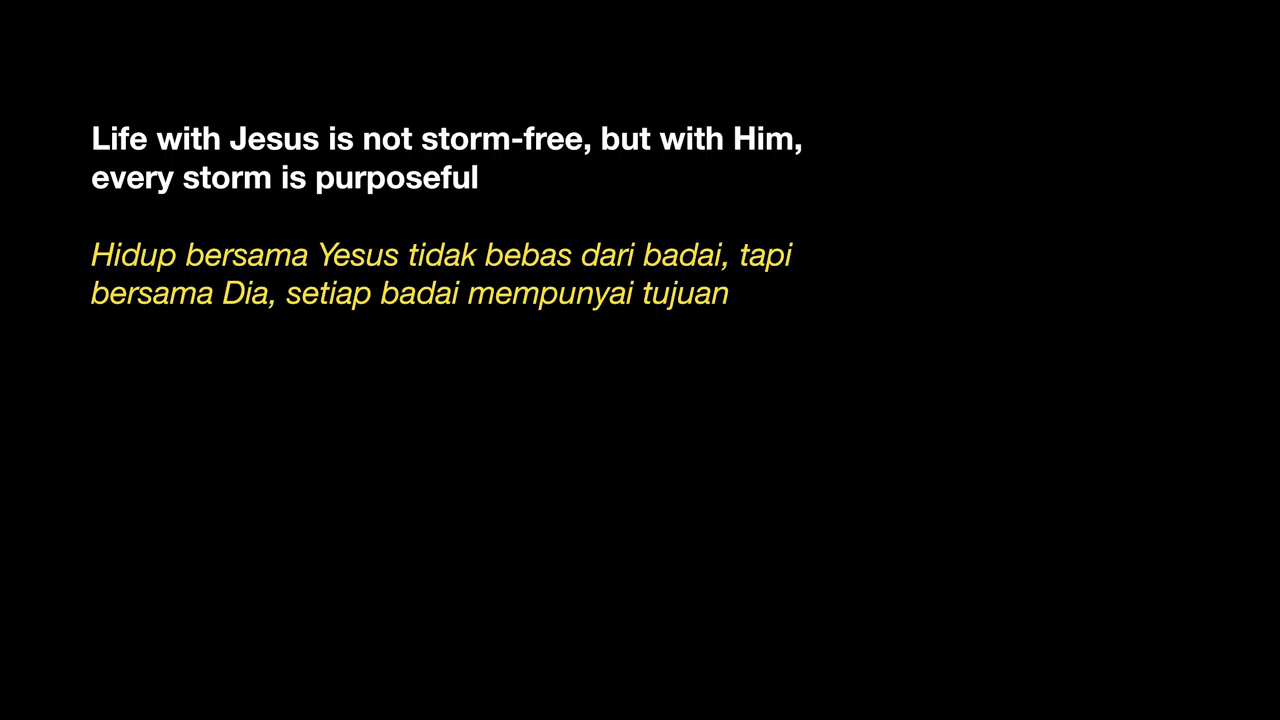 Life with Jesus is not storm-free, but with Him,
every storm is purposeful
Hidup bersama Yesus tidak bebas dari badai, tapi
bersama Dia, setiap badai mempunyai tujuan